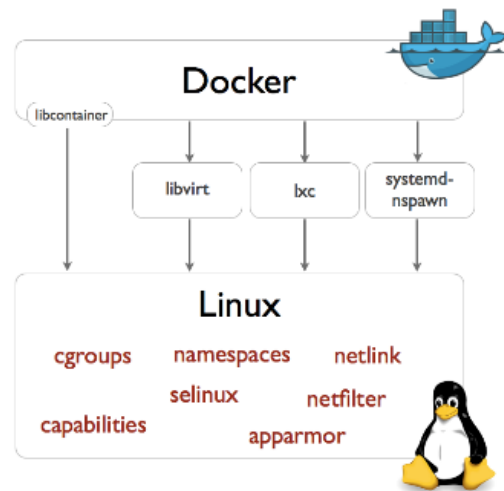 Docker
libcontainer
libvirt
lxc
systemd-
nspawn
Linux
cgroups
namespaces
netlink
selinux
netfilter
capabilities
apparmor